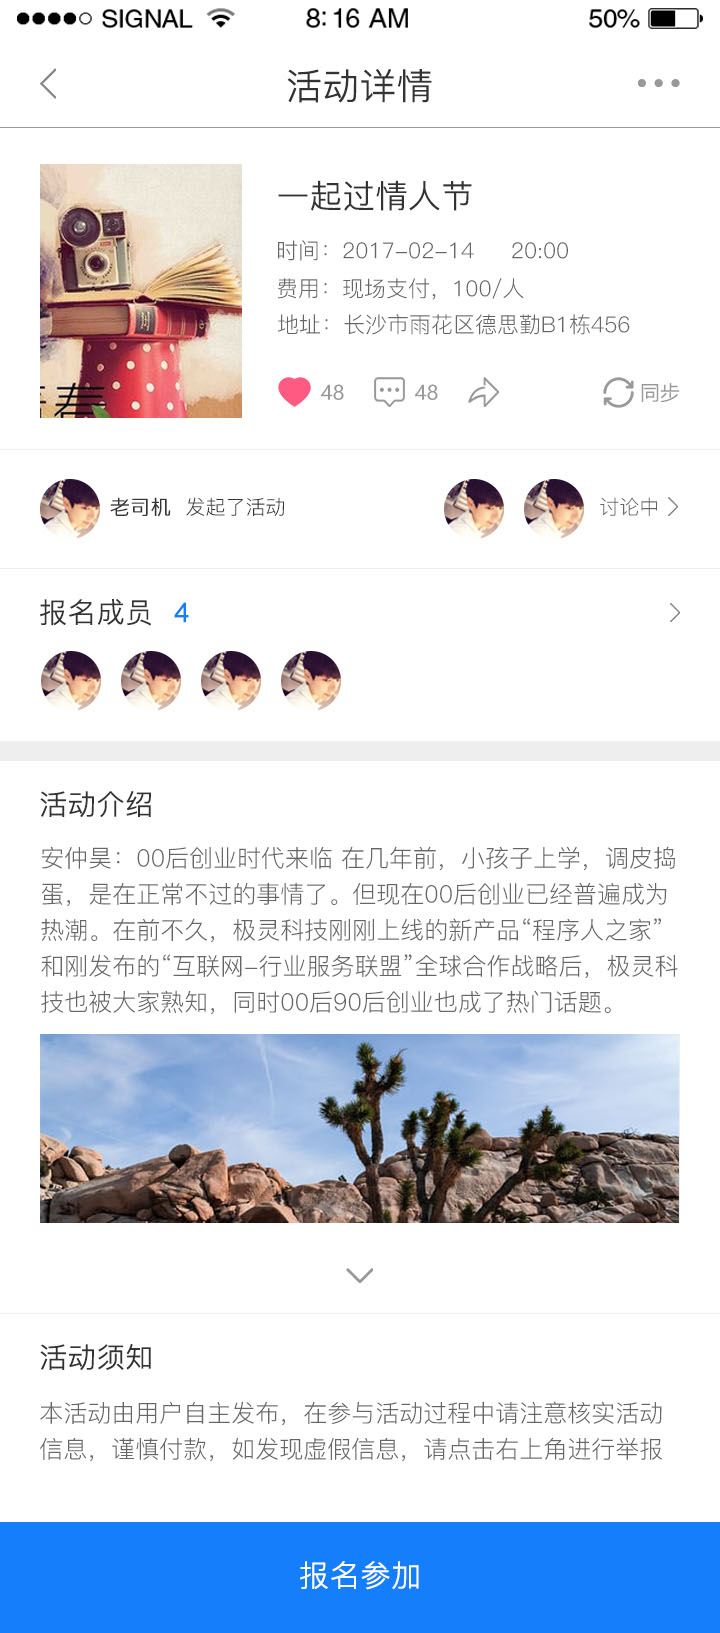 SIGNAL 8:16 AM 50%
活动详情
一起过情人节
时间：2017-02-14 20:00
费用：现场支付，100/人
地址：长沙市雨花区德思勤B1栋456
春
48 48 同步
老司机 发起了活动 讨论中
报名成员 4
活动介绍
安仲昊：00后创业时代来临 在几年前，小孩子上学，调皮捣
蛋，是在正常不过的事情了。但现在00后创业已经普遍成为
热潮。在前不久，极灵科技刚刚上线的新产品“程序人之家”
和刚发布的“互联网-行业服务联盟”全球合作战略后，极灵科
技也被大家熟知，同时00后90后创业也成了热门话题。
活动须知
本活动由用户自主发布，在参与活动过程中请注意核实活动
信息，谨慎付款，如发现虚假信息，请点击右上角进行举报
报名参加